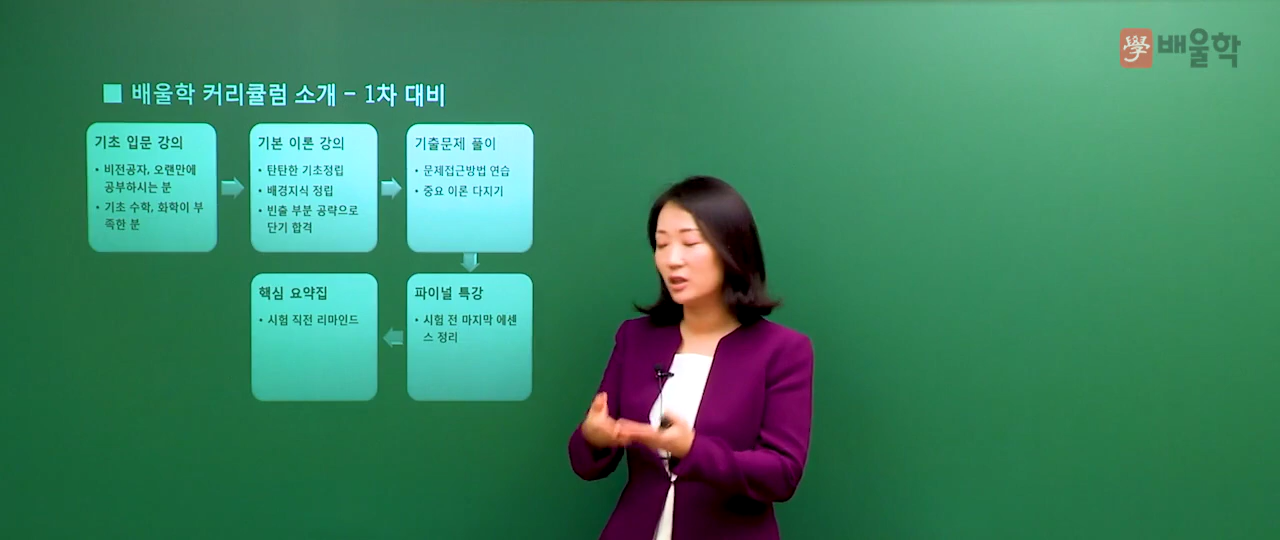 學 배울학
■ 배울학 커리큘럼 소개 – 1차 대비
기초 입문 강의
• 비전공자, 오랜만에
공부하시는 분
• 기초 수학, 화학이 부
족한 분
기본 이론 강의
• 탄탄한 기초정립
• 배경지식 정립
• 빈출 부분 공략으로
단기 합격
기출문제 풀이
• 문제접근방법 연습
• 중요 이론 다지기
핵심 요약집
• 시험 직전 리마인드
파이널 특강
• 시험 전 마지막 에센
스 정리